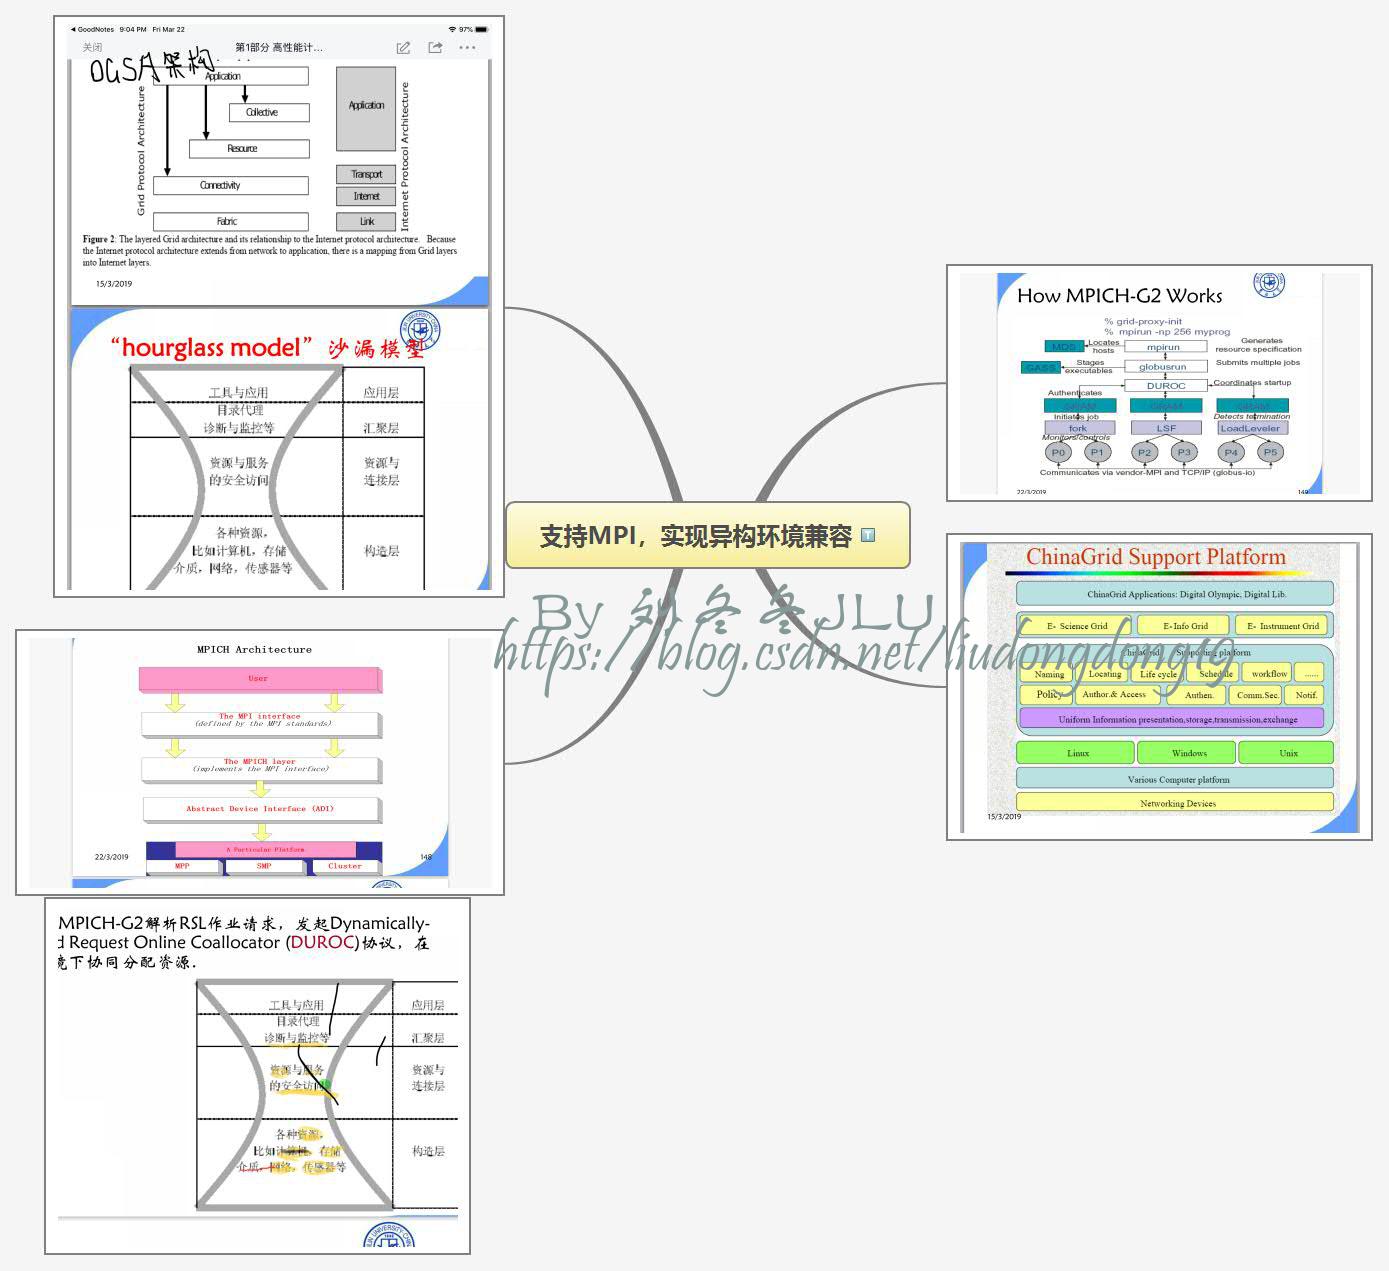 GoodNotes 9:04 PM Fri Mar 22
97%
关闭
第1部分 高性能计...
OGSA架构
Application
Collective
Resource
Connectivity
Fabric
Grid Protocol Architecture
Application
Transport
Internet
Link
Internet Protocol Architecture
Figure 2: The layered Grid architecture and its relationship to the Internet protocol architecture. Because
the Internet protocol architecture extends from network to application, there is a mapping from Grid layers
into Internet layers.
15/3/2019
“hourglass model”沙漏模型
工具与应用
应用层
目录代理
诊断与监控等
汇聚层
资源与服务
的安全访问
资源与
连接层
各种资源,
比如计算机, 存储
介质, 网络, 传感器等
构造层
MPICH Architecture
User
The MPI interface
(defined by the MPI standards)
The MPICH layer
(implements the MPI interface)
Abstract Device Interface (ADI)
A Particular Platform
MPP
SMP
Cluster
22/3/2019
148
MPICH-G2解析RSL作业请求，发起Dynamically-
d Request Online Coallocator (DUROC)协议，在
竟下协同分配资源.
工具与应用
应用层
目录代理
诊断与监控等
汇聚层
资源与服务
的安全访问
资源与
连接层
各种资源,
比如计算机, 存储
介质, 网络, 传感器等
构造层
支持MPI，实现异构环境兼容
By 刘冬冬JLU
https://blog.csdn.net/liudongdong19
How MPICH-G2 Works
% grid-proxy-init
% mpirun -np 256 myprog
MDS
Locates
hosts
mpirun
Generates
resource specification
GASS
Stages
executables
globusrun
Submits multiple jobs
DUROC
Coordinates startup
Authenticates
GRAM
GRAM
GRAM
Initiates job
Detects termination
fork
LSF
LoadLeveler
Monitors/controls
P0
P1
P2
P3
P4
P5
Communicates via vendor-MPI and TCP/IP (globus-io)
22/3/2019
149
ChinaGrid Support Platform
ChinaGrid Applications: Digital Olympic, Digital Lib.
E- Science Grid
E-Info Grid
E- Instrument Grid
ChinaGrid Supporting platform
Naming
Locating
Life cycle
Schedule
workflow
......
Policy
Author.& Access
Authen.
Comm.Sec.
Notif.
Uniform Information presentation,storage,transmission,exchange
Linux
Windows
Unix
Various Computer platform
Networking Devices
15/3/2019